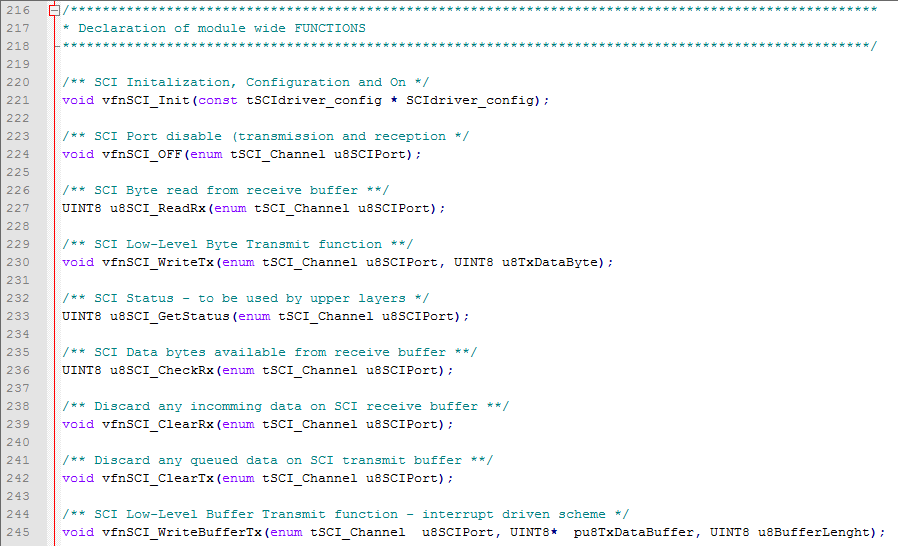 216 /*****************************************************************************************************
217 * Declaration of module wide FUNCTIONS
218 *****************************************************************************************************/
219
220 /** SCI Initalization, Configuration and On */
221 void vfnSCI_Init(const tSCIdriver_config * SCIdriver_config);
222
223 /** SCI Port disable (transmission and reception */
224 void vfnSCI_OFF(enum tSCI_Channel u8SCIPort);
225
226 /** SCI Byte read from receive buffer **/
227 UINT8 u8SCI_ReadRx(enum tSCI_Channel u8SCIPort);
228
229 /** SCI Low-Level Byte Transmit function **/
230 void vfnSCI_WriteTx(enum tSCI_Channel u8SCIPort, UINT8 u8TxDataByte);
231
232 /** SCI Status - to be used by upper layers */
233 UINT8 u8SCI_GetStatus(enum tSCI_Channel u8SCIPort);
234
235 /** SCI Data bytes available from receive buffer **/
236 UINT8 u8SCI_CheckRx(enum tSCI_Channel u8SCIPort);
237
238 /** Discard any incomming data on SCI receive buffer **/
239 void vfnSCI_ClearRx(enum tSCI_Channel u8SCIPort);
240
241 /** Discard any queued data on SCI transmit buffer **/
242 void vfnSCI_ClearTx(enum tSCI_Channel u8SCIPort);
243
244 /** SCI Low-Level Buffer Transmit function - interrupt driven scheme */
245 void vfnSCI_WriteBufferTx(enum tSCI_Channel  u8SCIPort, UINT8*  pu8TxDataBuffer, UINT8 u8BufferLenght);